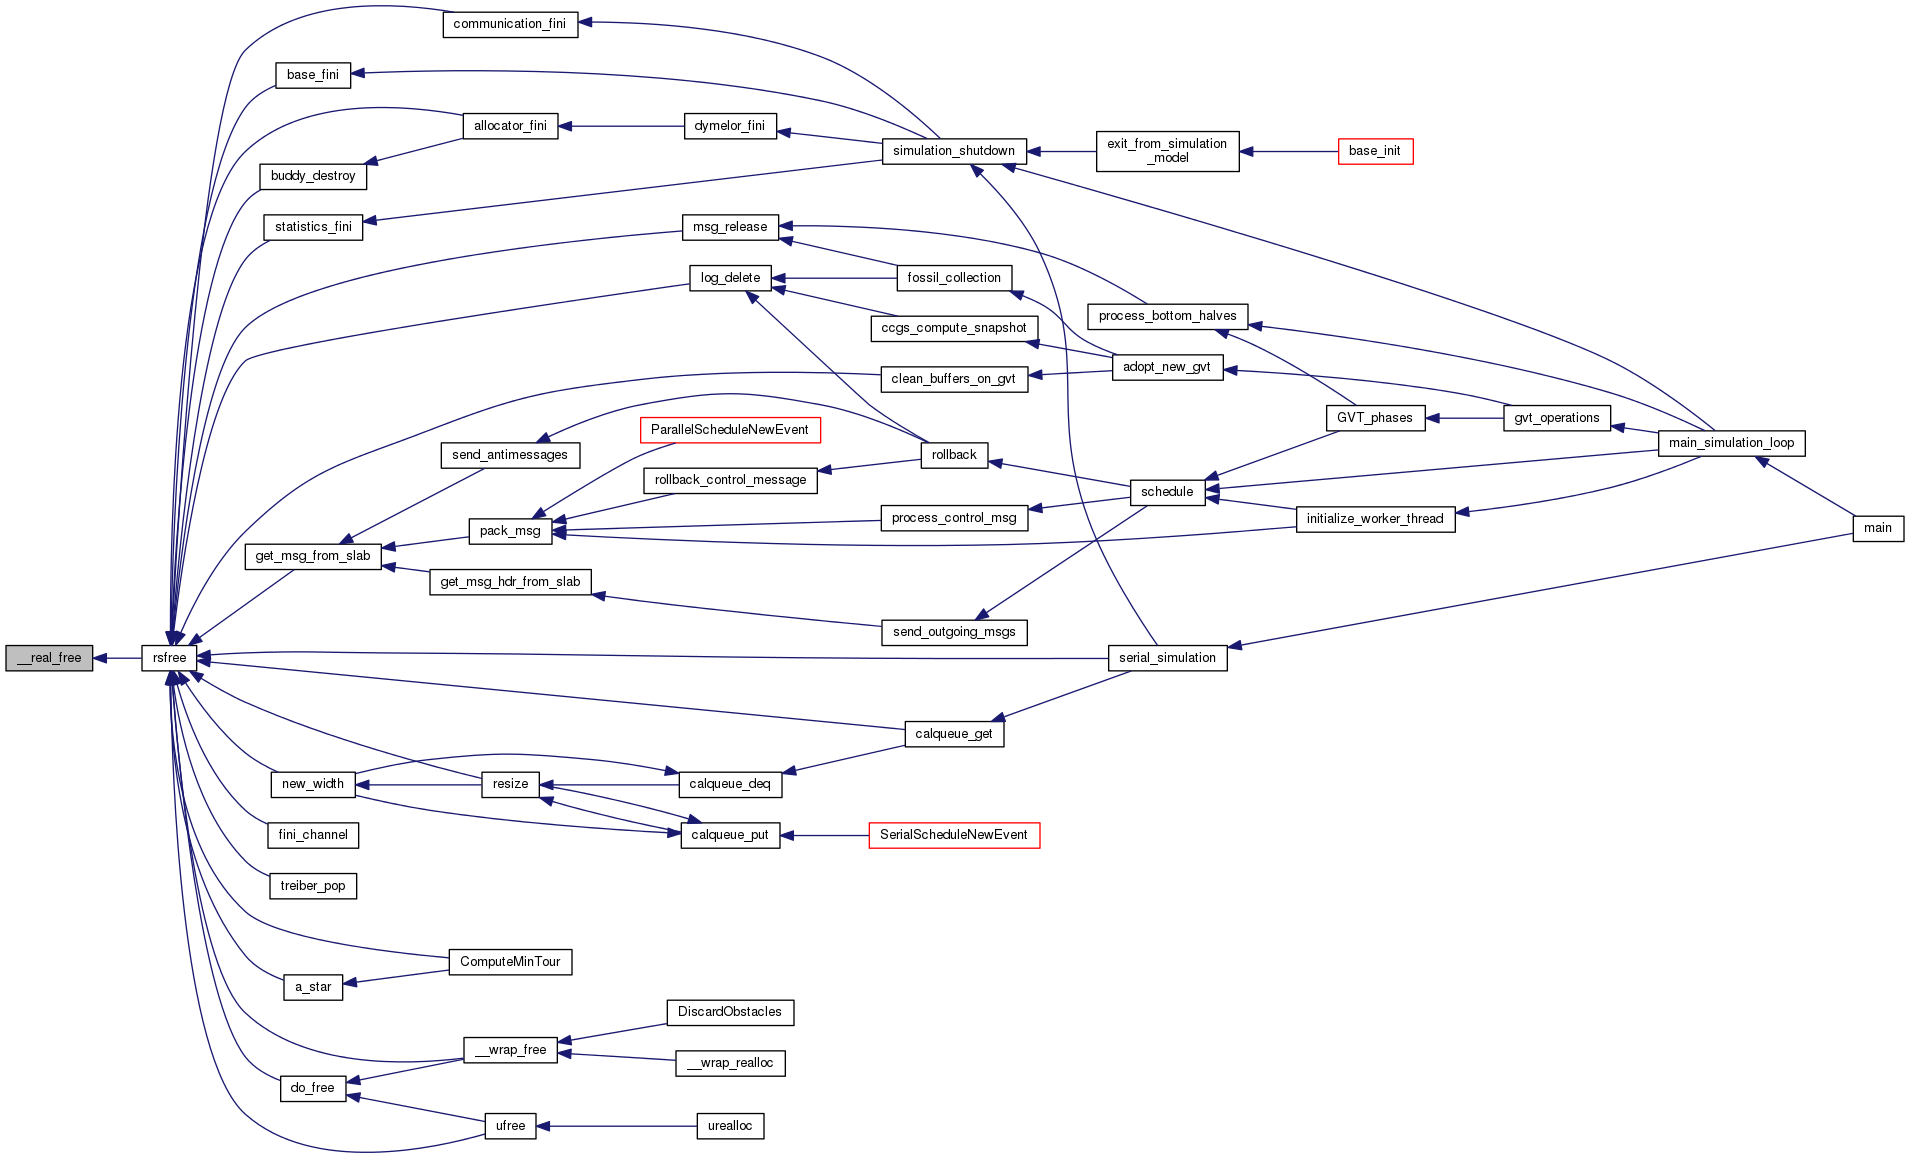 communication_fini
base_fini
allocator_fini
dymelor_fini
simulation_shutdown
exit_from_simulation
_model
base_init
buddy_destroy
statistics_fini
msg_release
log_delete
fossil_collection
process_bottom_halves
ccgs_compute_snapshot
adopt_new_gvt
clean_buffers_on_gvt
GVT_phases
gvt_operations
ParallelScheduleNewEvent
main_simulation_loop
send_antimessages
rollback
rollback_control_message
schedule
pack_msg
process_control_msg
initialize_worker_thread
main
get_msg_from_slab
get_msg_hdr_from_slab
send_outgoing_msgs
__real_free
rsfree
serial_simulation
calqueue_get
new_width
resize
calqueue_deq
fini_channel
calqueue_put
SerialScheduleNewEvent
treiber_pop
ComputeMinTour
a_star
DiscardObstacles
__wrap_free
__wrap_realloc
do_free
ufree
urealloc